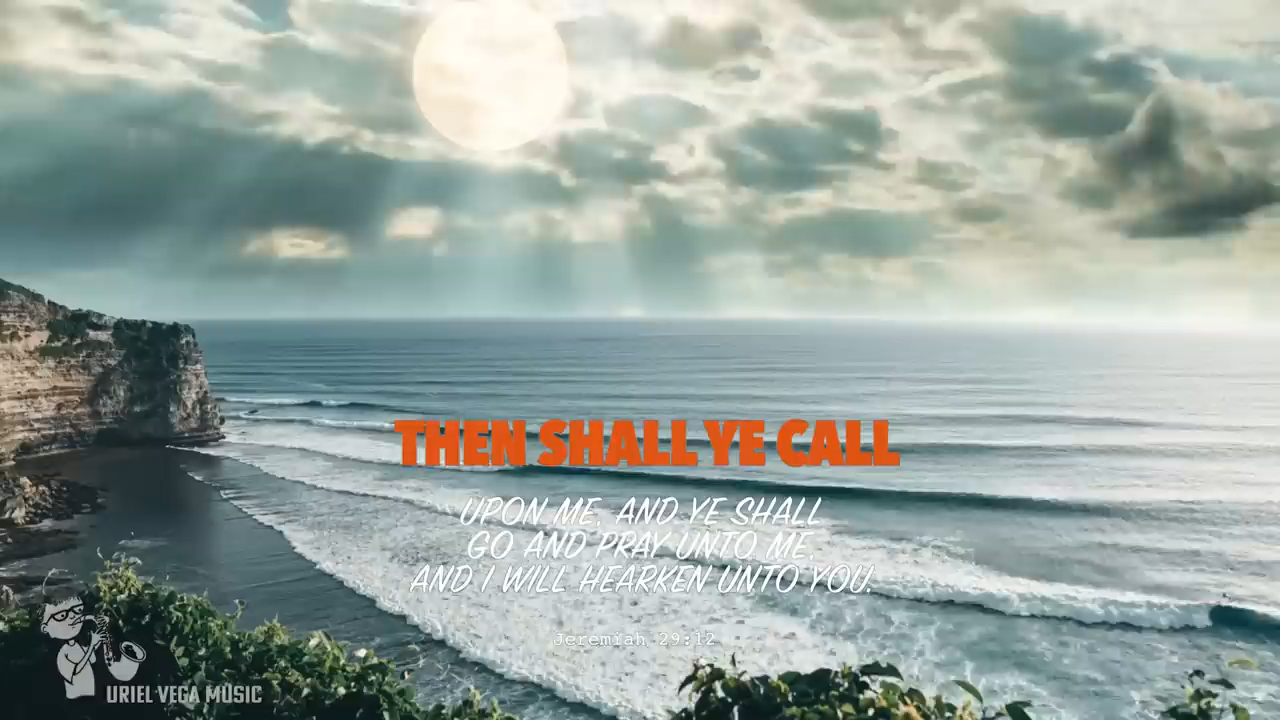 THEN SHALL YE CALL
UPON ME, AND YE SHALL
GO AND PRAY UNTO ME,
AND I WILL HEARKEN UNTO YOU.
Jeremiah 29:12
URIEL VEGA MUSIC